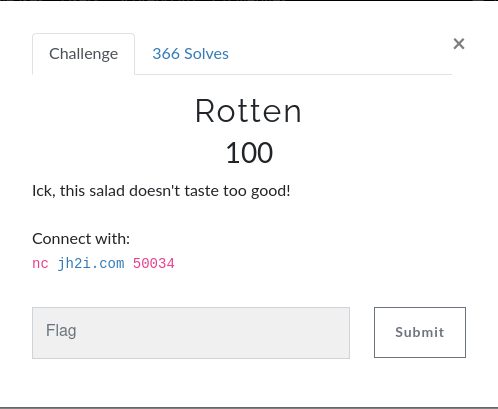 Challenge
366 Solves
×
Rotten
100
Ick, this salad doesn't taste too good!
Connect with:
nc jh2i.com 50034
Flag
Submit